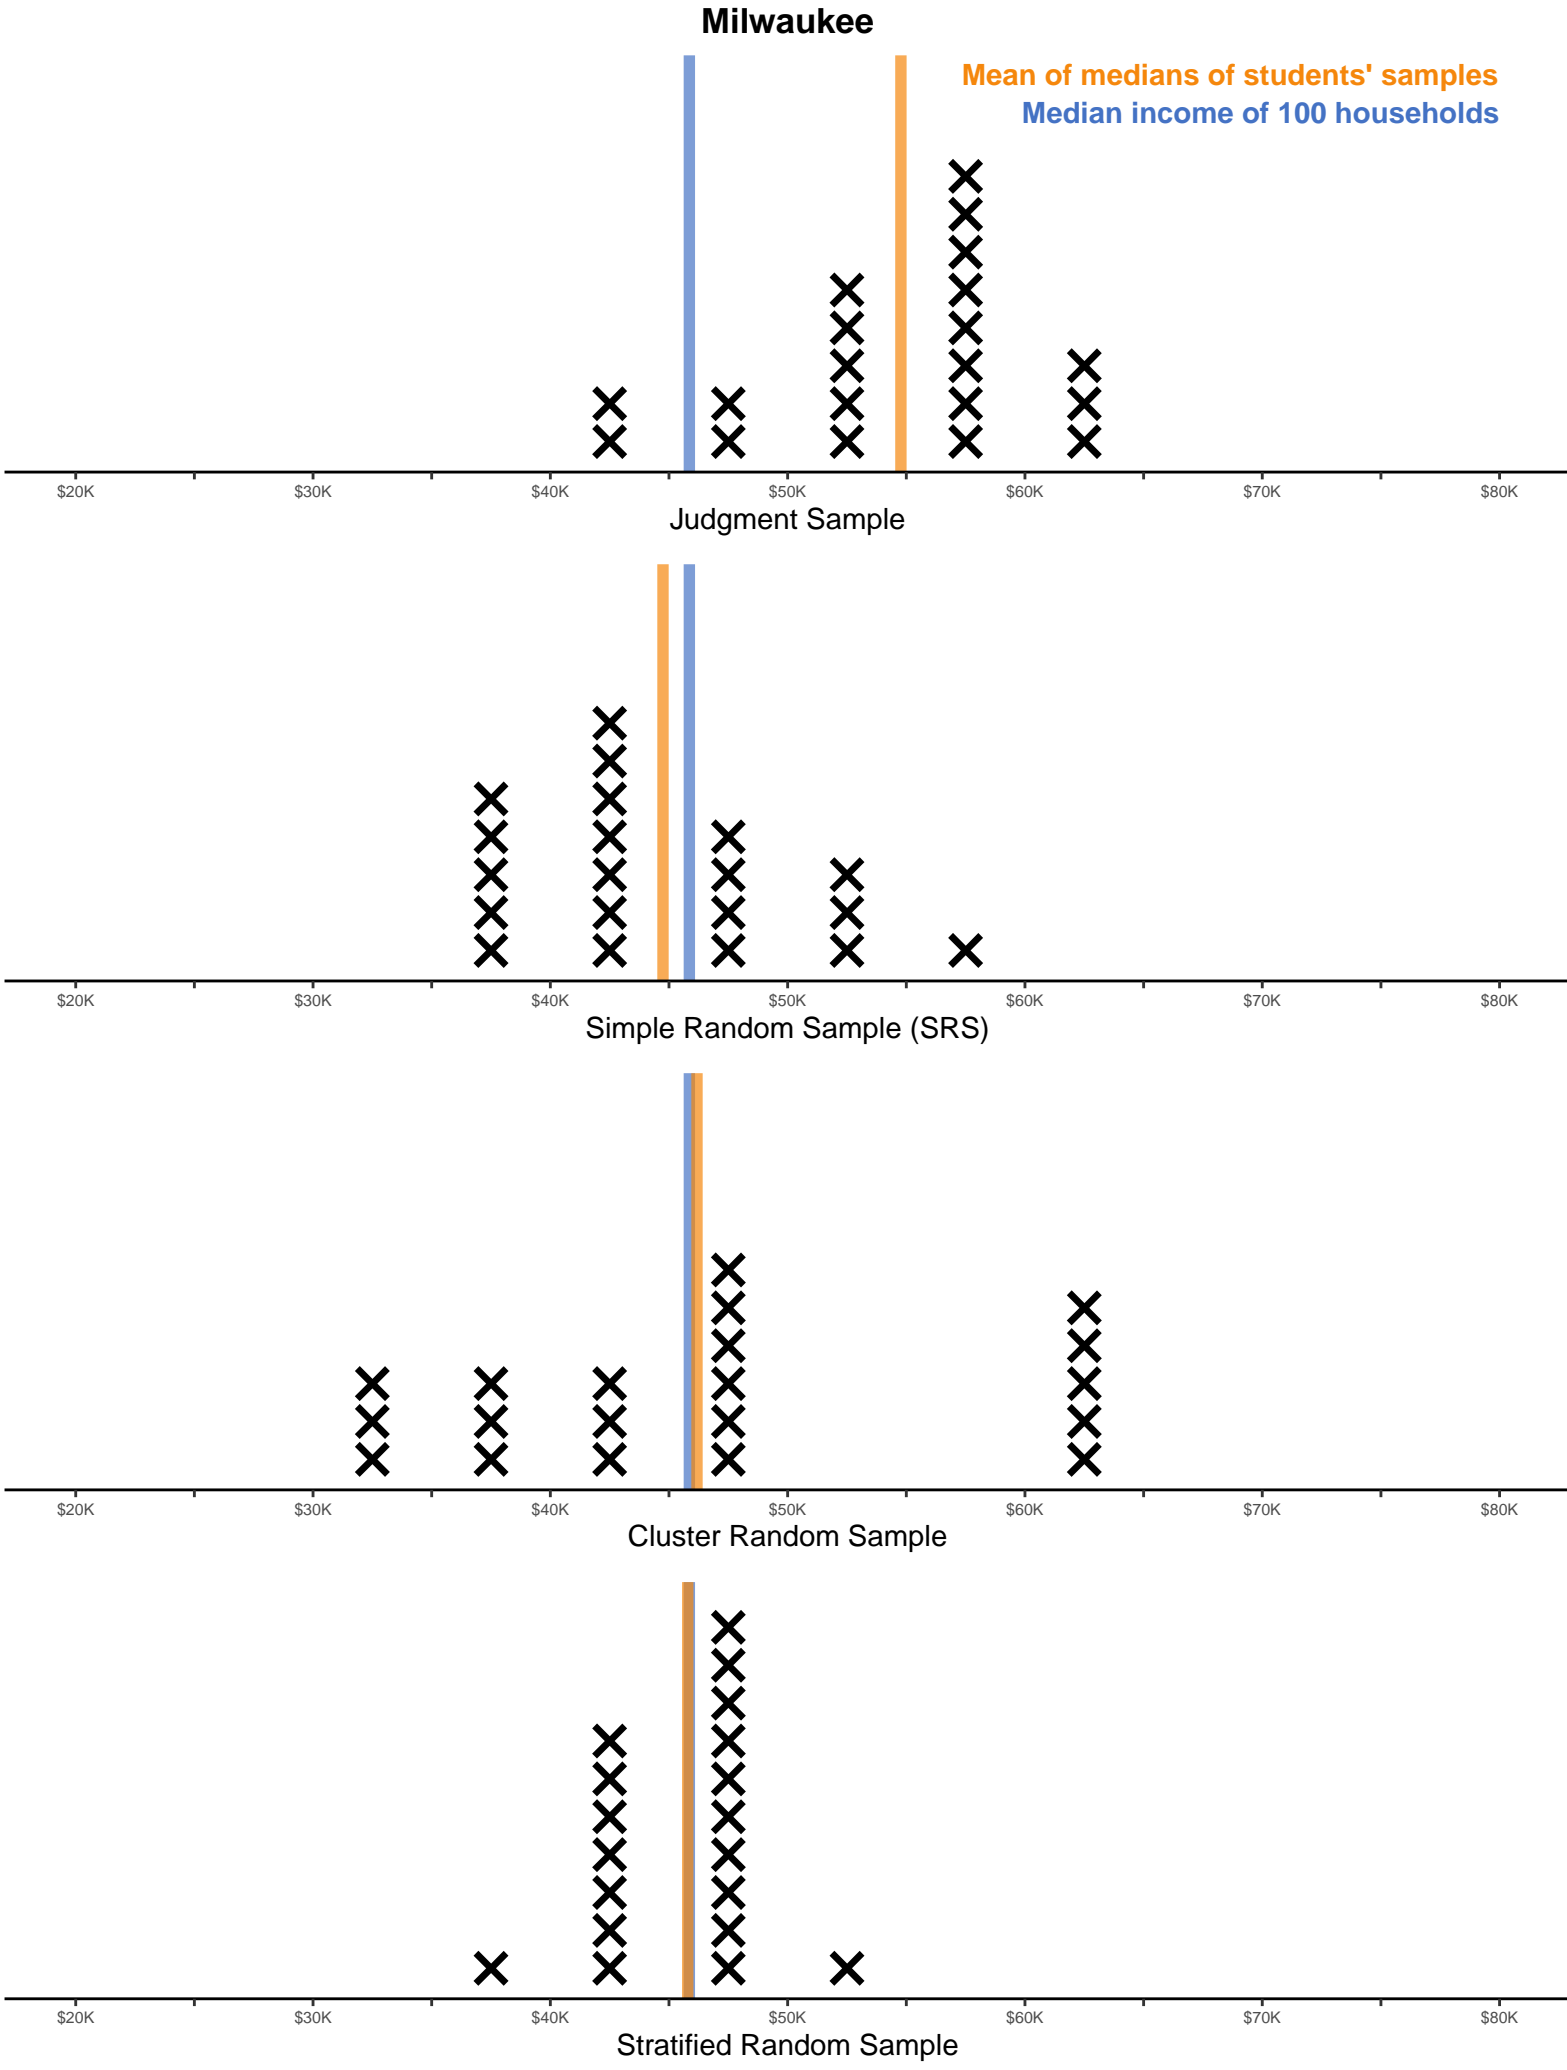 Milwaukee
Mean of medians of students' samples
Median income of 100 households
$20K $30K $40K $50K $60K $70K $80K
Judgment Sample
$20K $30K $40K $50K $60K $70K $80K
Simple Random Sample (SRS)
$20K $30K $40K $50K $60K $70K $80K
Cluster Random Sample
$20K $30K $40K $50K $60K $70K $80K
Stratified Random Sample